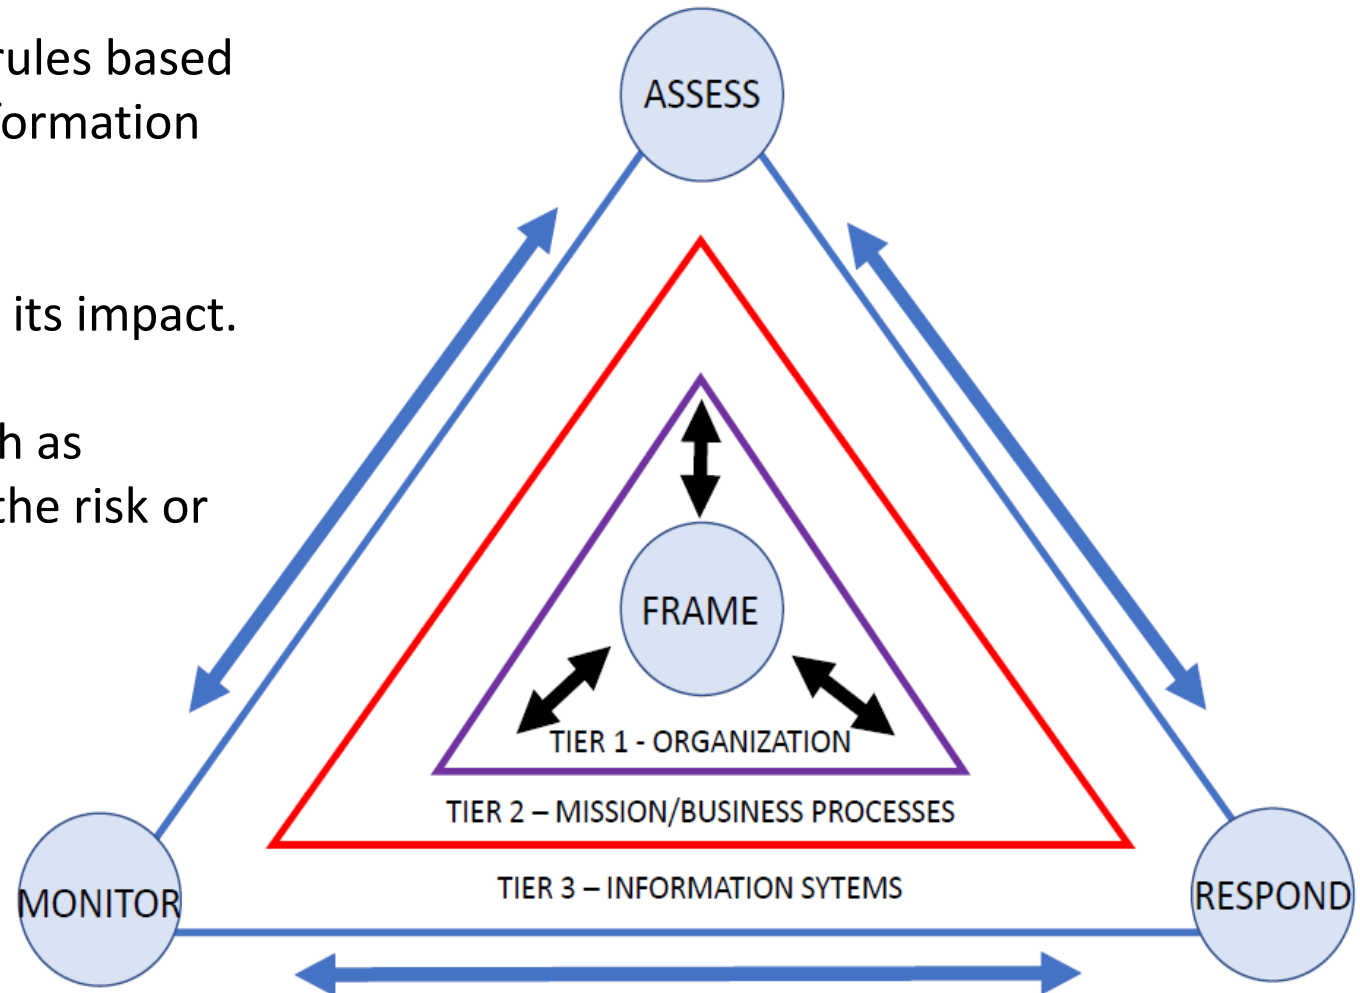 rules based
formation
its impact.
h as
the risk or
ASSESS
FRAME
TIER 1 - ORGANIZATION
TIER 2 – MISSION/BUSINESS PROCESSES
TIER 3 – INFORMATION SYTEMS
MONITOR
RESPOND